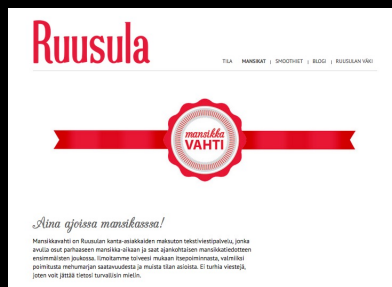 Ruusula
TILA MANSIKAT | SMOOTHIET | BLOGI | RUUSULAN VÄKI
mansikka
VAHTI
Aina ajoissa mansikassa!
Mansikkavahti on Ruusulan kanta-asiakkaiden maksuton tekstiviestipalvelu, jonka
avulla osut parhaaseen mansikka-aikaan ja saat ajankohtaisen mansikkatiedotteen
ensimmäisten joukossa. Ilmoitamme toiveesi mukaan itsepoiminnasta, valmiiksi
poimitusta mehumarjan saatavuudesta ja muista tilan asioista. Ei turhia viestejä,
joten voit jättää tietosi turvallisin mielin.